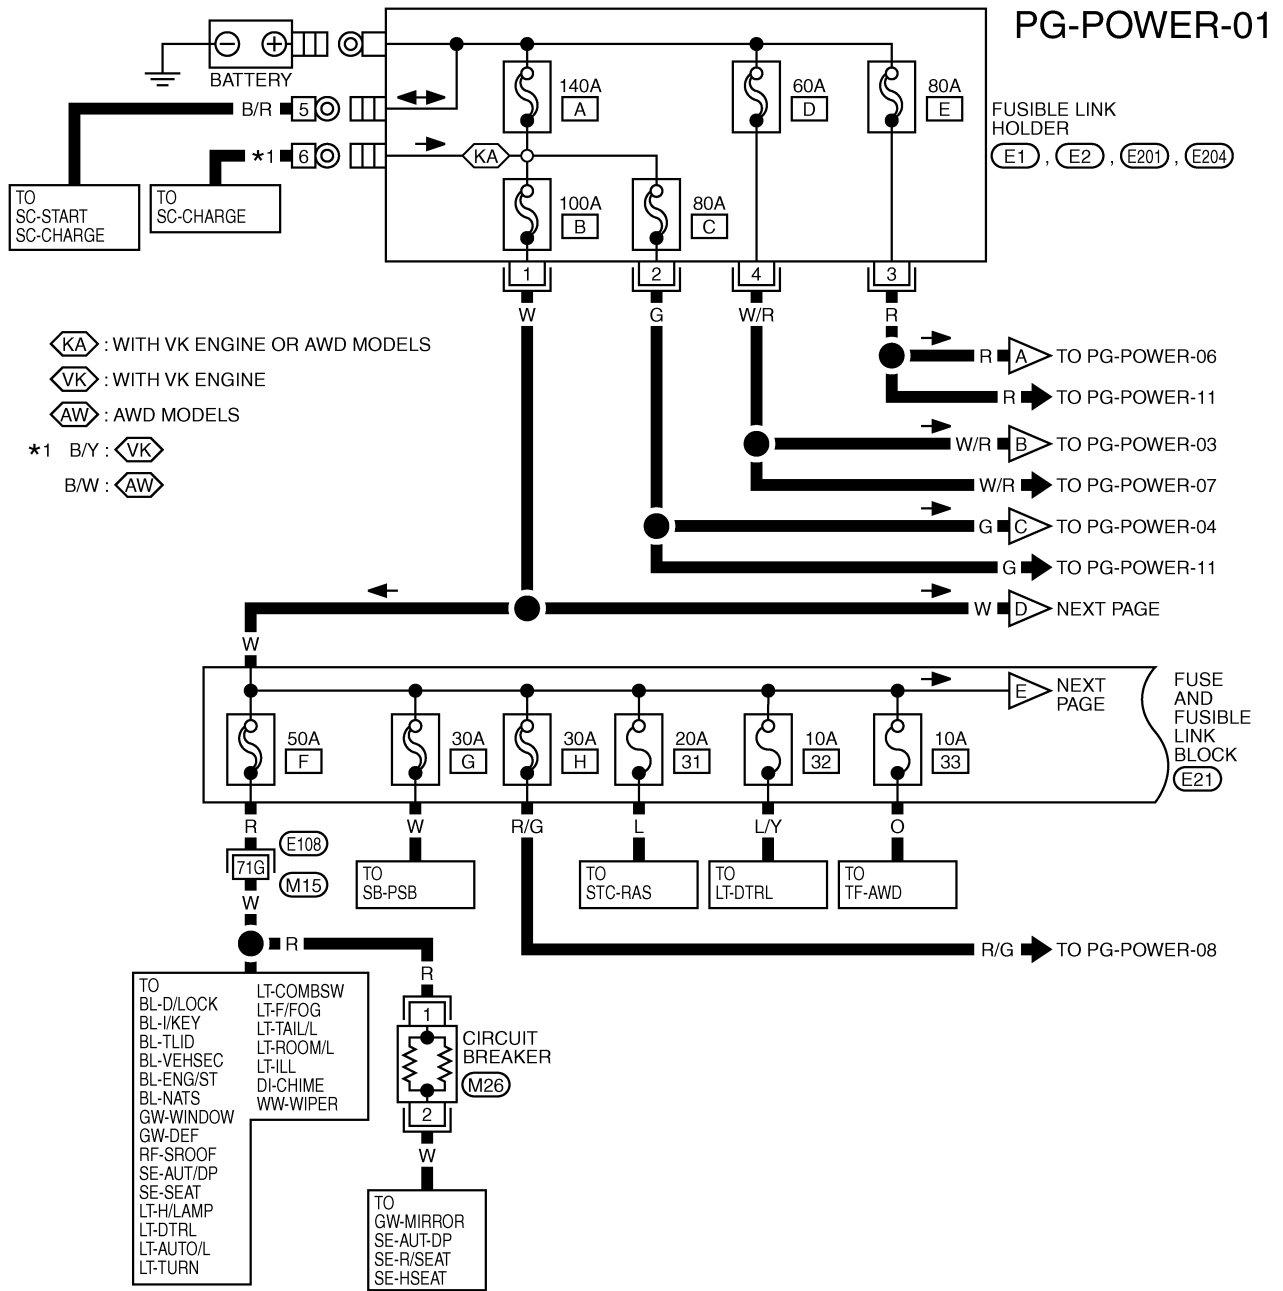 PG-POWER-01
BATTERY
B/R
5
*1
6
TO
SC-START
SC-CHARGE
TO
SC-CHARGE
KA
140A
A
60A
D
80A
E
100A
B
80A
C
FUSIBLE LINK
HOLDER
E1 , E2 , E201 , E204
1
2
4
3
W
G
W/R
R
KA : WITH VK ENGINE OR AWD MODELS
VK : WITH VK ENGINE
AW : AWD MODELS
*1 B/Y : VK
B/W : AW
R A TO PG-POWER-06
R TO PG-POWER-11
W/R B TO PG-POWER-03
W/R TO PG-POWER-07
G C TO PG-POWER-04
G TO PG-POWER-11
W D NEXT PAGE
W
E NEXT
PAGE
FUSE
AND
FUSIBLE
LINK
BLOCK
E21
50A
F
30A
G
30A
H
20A
31
10A
32
10A
33
R
W
R/G
L
L/Y
O
71G
E108
M15
W
TO
SB-PSB
TO
STC-RAS
TO
LT-DTRL
TO
TF-AWD
R
R/G TO PG-POWER-08
R
TO
BL-D/LOCK
BL-I/KEY
BL-TLID
BL-VEHSEC
BL-ENG/ST
BL-NATS
GW-WINDOW
GW-DEF
RF-SROOF
SE-AUT/DP
SE-SEAT
LT-H/LAMP
LT-DTRL
LT-AUTO/L
LT-TURN
LT-COMBSW
LT-F/FOG
LT-TAIL/L
LT-ROOM/L
LT-ILL
DI-CHIME
WW-WIPER
1
CIRCUIT
BREAKER
M26
2
W
TO
GW-MIRROR
SE-AUT-DP
SE-R/SEAT
SE-HSEAT